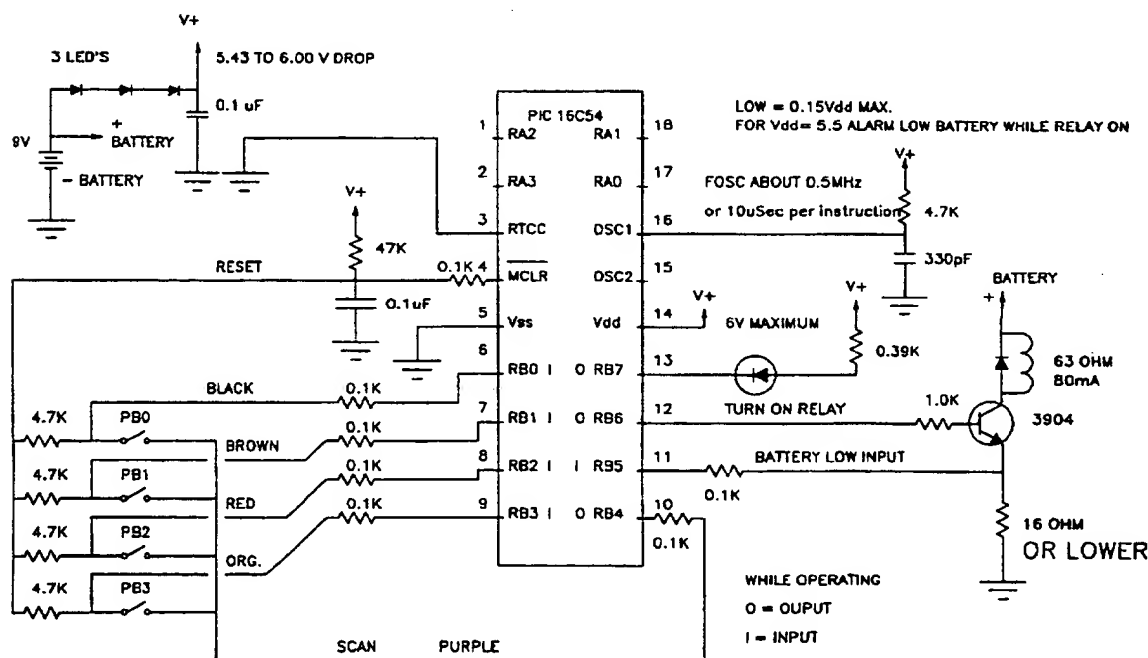 V+
3 LED'S
5.43 TO 6.00 V DROP
0.1 uF
9V
+
BATTERY
- BATTERY
PIC 16C54
1 RA2 RA1 18
2 RA3 RA0 17
3 RTCC OSC1 16
4 MCLR OSC2 15
5 Vss Vdd 14
6 RB0 I O RB7 13
7 RB1 I O RB6 12
8 RB2 I I RB5 11
9 RB3 I O RB4 10
LOW = 0.15Vdd MAX.
FOR Vdd= 5.5 ALARM LOW BATTERY WHILE RELAY ON
FOSC ABOUT 0.5MHz
or 10uSec per instruction
V+
4.7K
330pF
V+
47K
RESET
0.1K
0.1uF
V+
6V MAXIMUM
V+
0.39K
TURN ON RELAY
1.0K
BATTERY
+
63 OHM
80mA
3904
BATTERY LOW INPUT
0.1K
0.1K
16 OHM
OR LOWER
BLACK
0.1K
4.7K
PB0
BROWN
0.1K
4.7K
PB1
RED
0.1K
4.7K
PB2
ORG.
0.1K
4.7K
PB3
WHILE OPERATING
O = OUPUT
I = INPUT
SCAN PURPLE